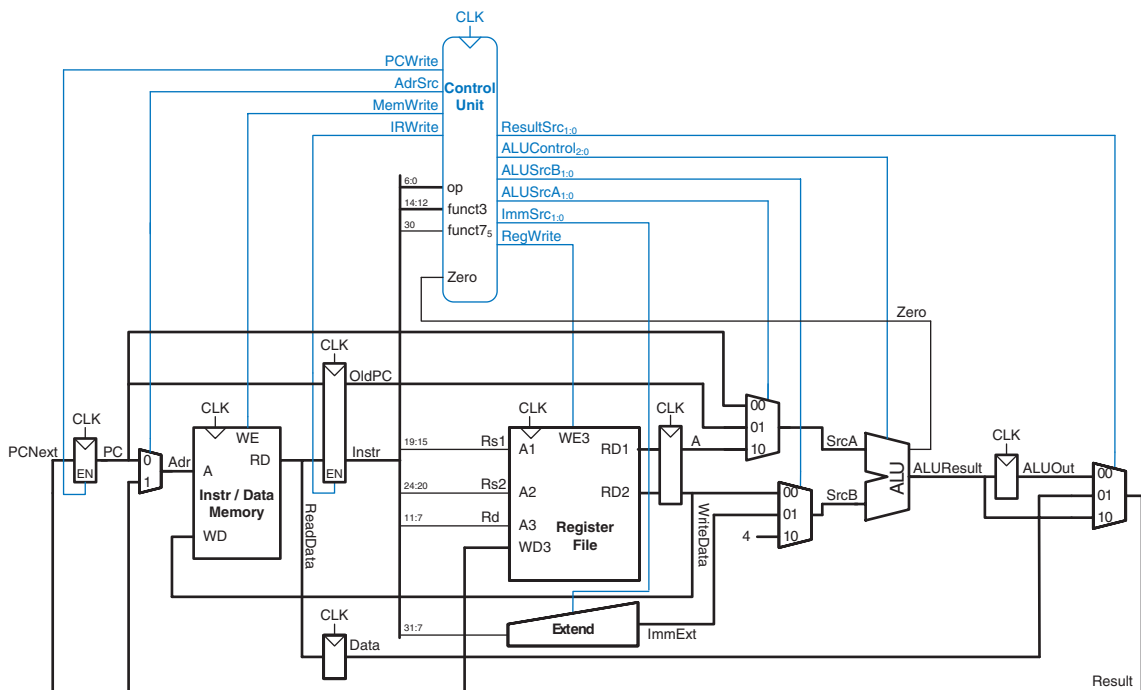 CLK
PCWrite
AdrSrc
MemWrite
IRWrite
Control
Unit
ResultSrc1:0
ALUControl2:0
ALUSrcB1:0
ALUSrcA1:0
ImmSrc1:0
RegWrite
6:0
op
14:12
funct3
30
funct75
Zero
Zero
CLK
OldPC
CLK
PCNext
PC
EN
0
1
Adr
CLK
WE
A
RD
Instr / Data
Memory
WD
EN
Instr
ReadData
19:15
Rs1
24:20
Rs2
11:7
Rd
CLK
WE3
A1
RD1
A2
RD2
A3
Register
File
WD3
CLK
A
WriteData
00
01
10
SrcA
00
01
4
10
SrcB
ALU
ALUResult
CLK
ALUOut
00
01
10
31:7
Extend
ImmExt
CLK
Data
Result